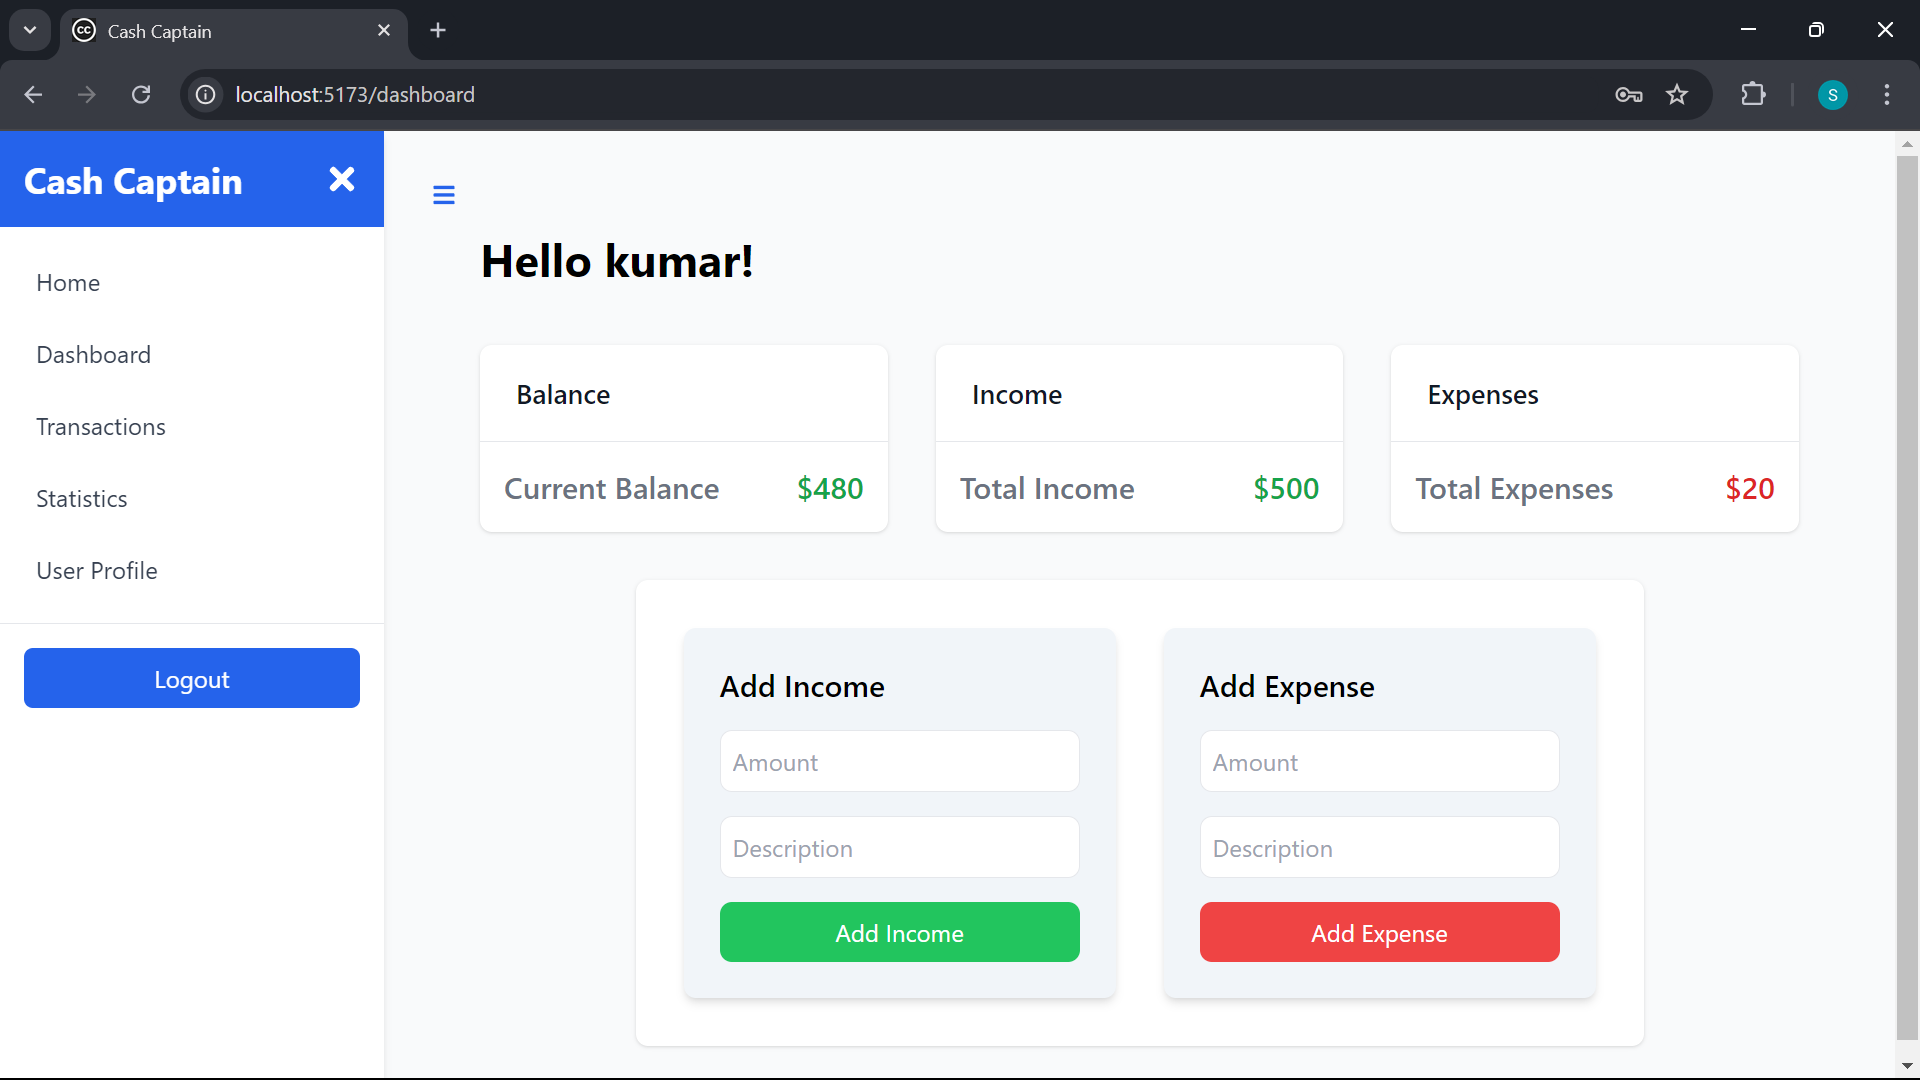 Cash Captain
localhost:5173/dashboard
S
Cash Captain
Home
Dashboard
Transactions
Statistics
User Profile
Logout
Hello kumar!
Balance
Current Balance $480
Income
Total Income $500
Expenses
Total Expenses $20
Add Income
Amount
Description
Add Income
Add Expense
Amount
Description
Add Expense